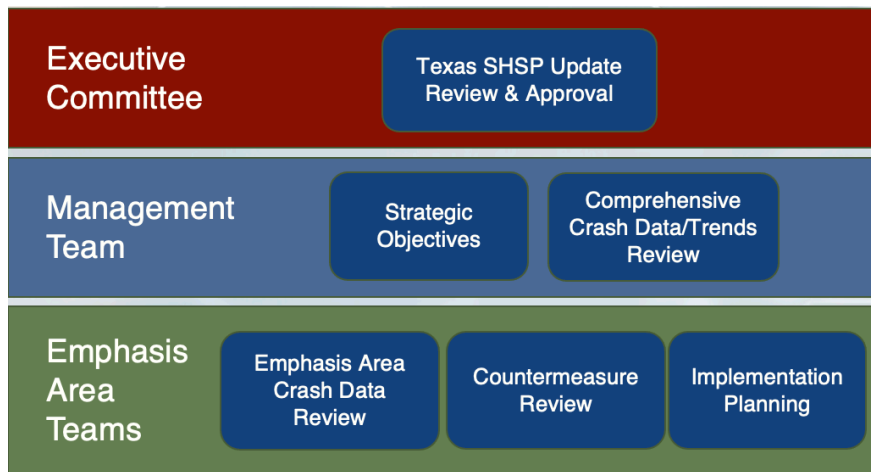 Executive
Committee
Texas SHSP Update
Review & Approval
Management
Team
Strategic
Objectives
Comprehensive
Crash Data/Trends
Review
Emphasis
Area
Teams
Emphasis Area
Crash Data
Review
Countermeasure
Review
Implementation
Planning